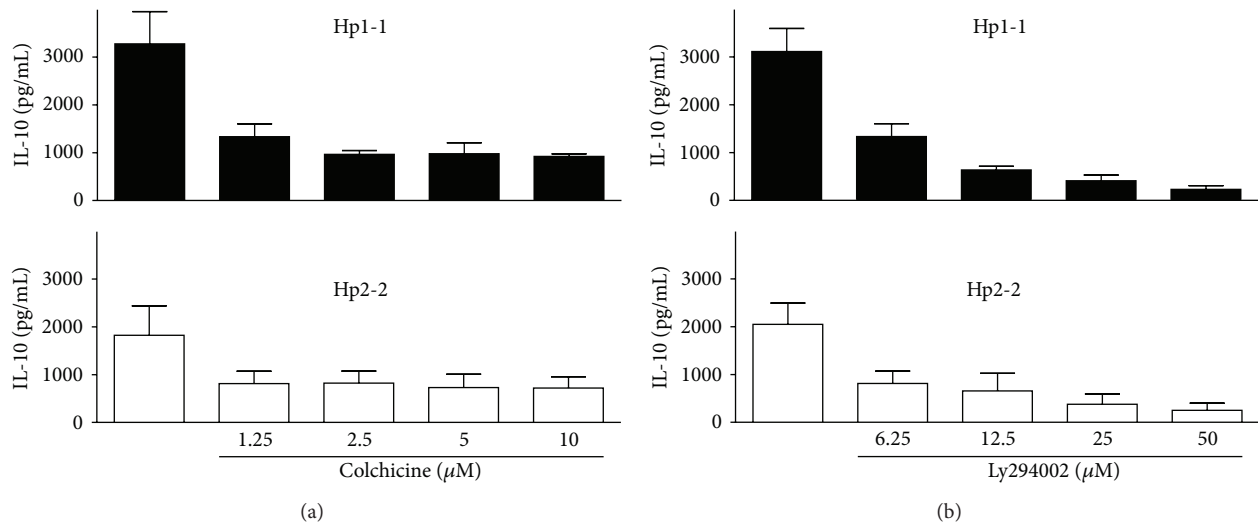 Hp1-1
IL-10 (pg/mL)
3000
2000
1000
0
Hp2-2
IL-10 (pg/mL)
3000
2000
1000
0
1.25 2.5 5 10
Colchicine (μM)
(a)
Hp1-1
IL-10 (pg/mL)
3000
2000
1000
0
Hp2-2
IL-10 (pg/mL)
3000
2000
1000
0
6.25 12.5 25 50
Ly294002 (μM)
(b)